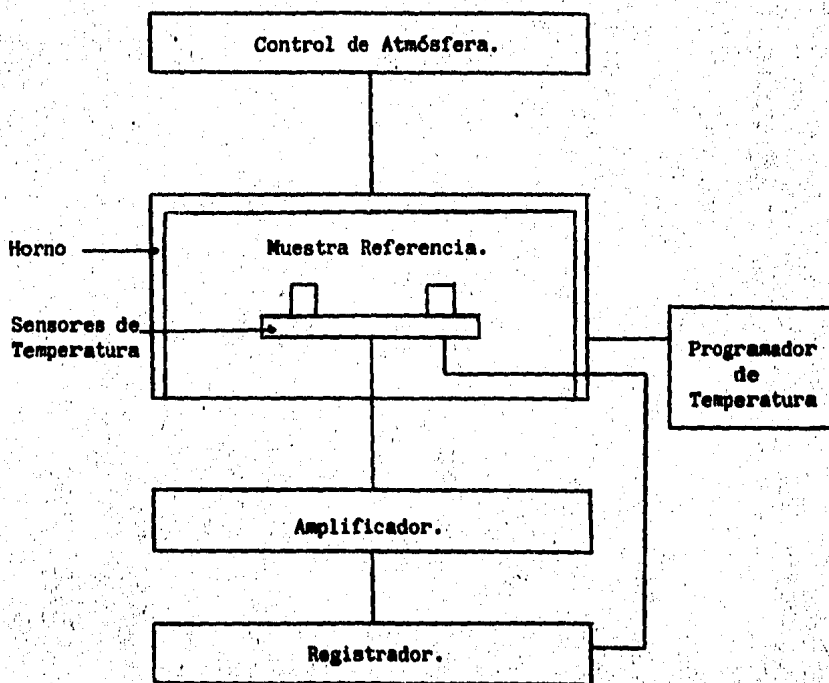 Control de Atmósfera.
Horno
Muestra Referencia.
Sensores de
Temperatura
Programador
de
Temperatura
Amplificador.
Registrador.